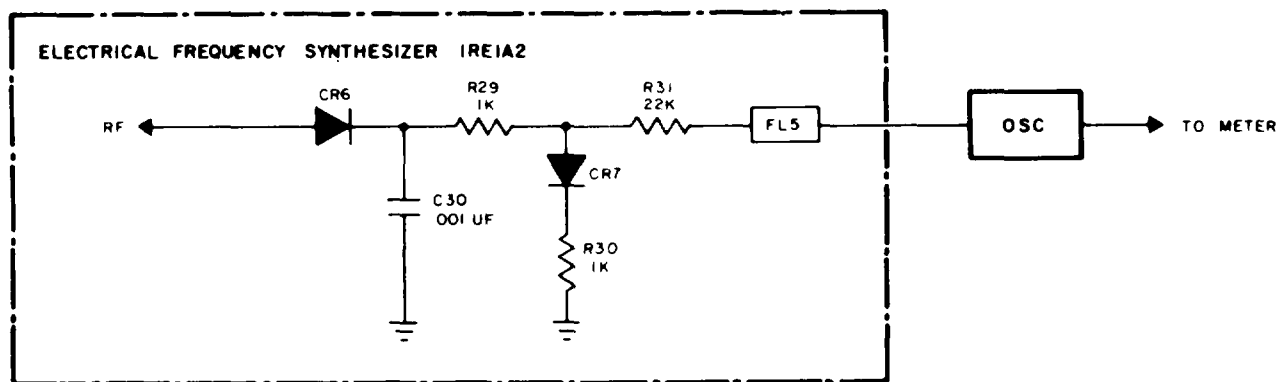 ELECTRICAL FREQUENCY SYNTHESIZER IREIA2
CR6
R29
1K
R31
22K
RF
FL5
OSC
TO METER
CR7
C30
.001 UF
R30
1K